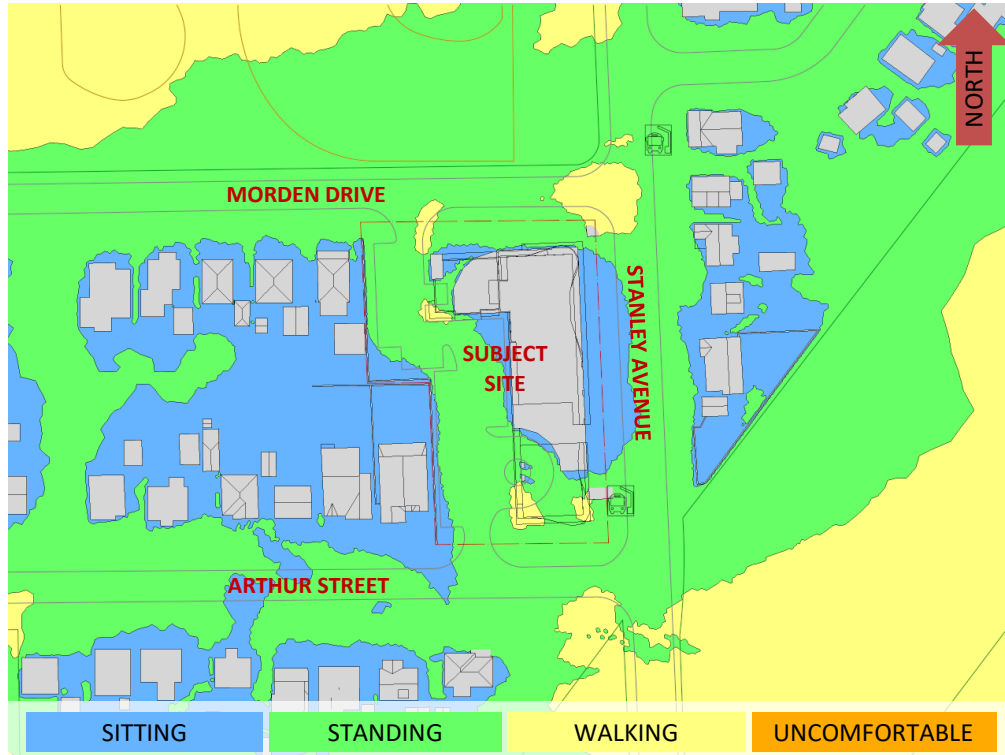 NORTH
MORDEN DRIVE
STANLEY AVENUE
SUBJECT
SITE
ARTHUR STREET
SITTING
STANDING
WALKING
UNCOMFORTABLE